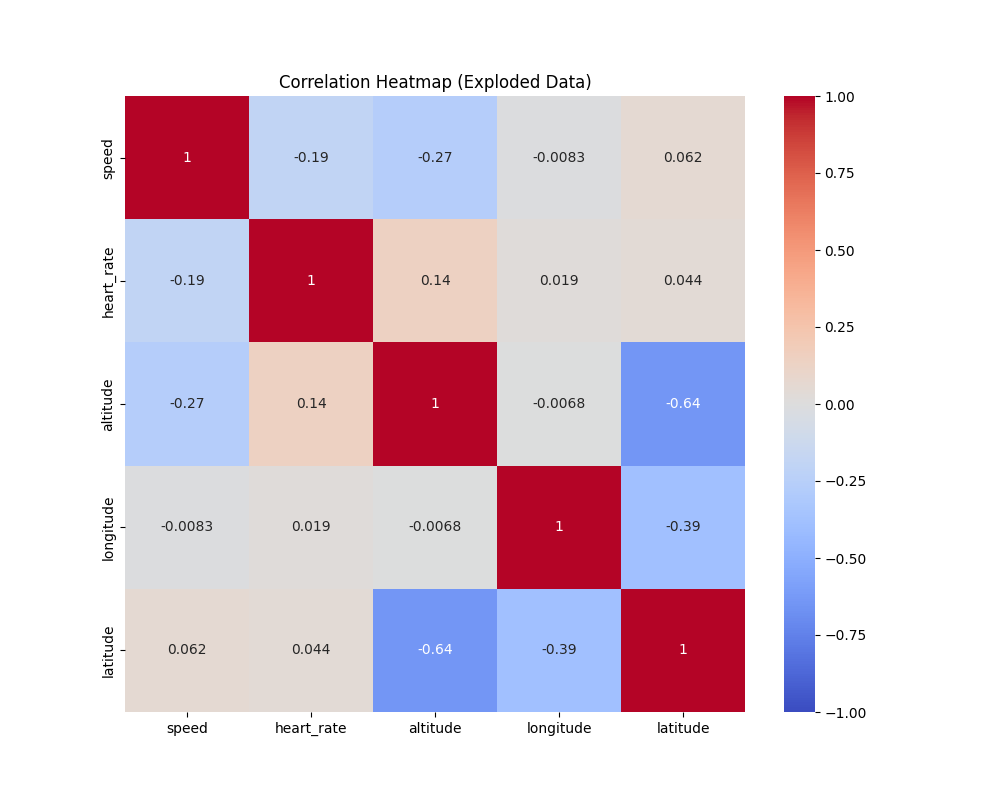 Correlation Heatmap (Exploded Data)
speed 1 -0.19 -0.27 -0.0083 0.062
heart_rate -0.19 1 0.14 0.019 0.044
altitude -0.27 0.14 1 -0.0068 -0.64
longitude -0.0083 0.019 -0.0068 1 -0.39
latitude 0.062 0.044 -0.64 -0.39 1
speed heart_rate altitude longitude latitude
1.00
0.75
0.50
0.25
0.00
−0.25
−0.50
−0.75
−1.00